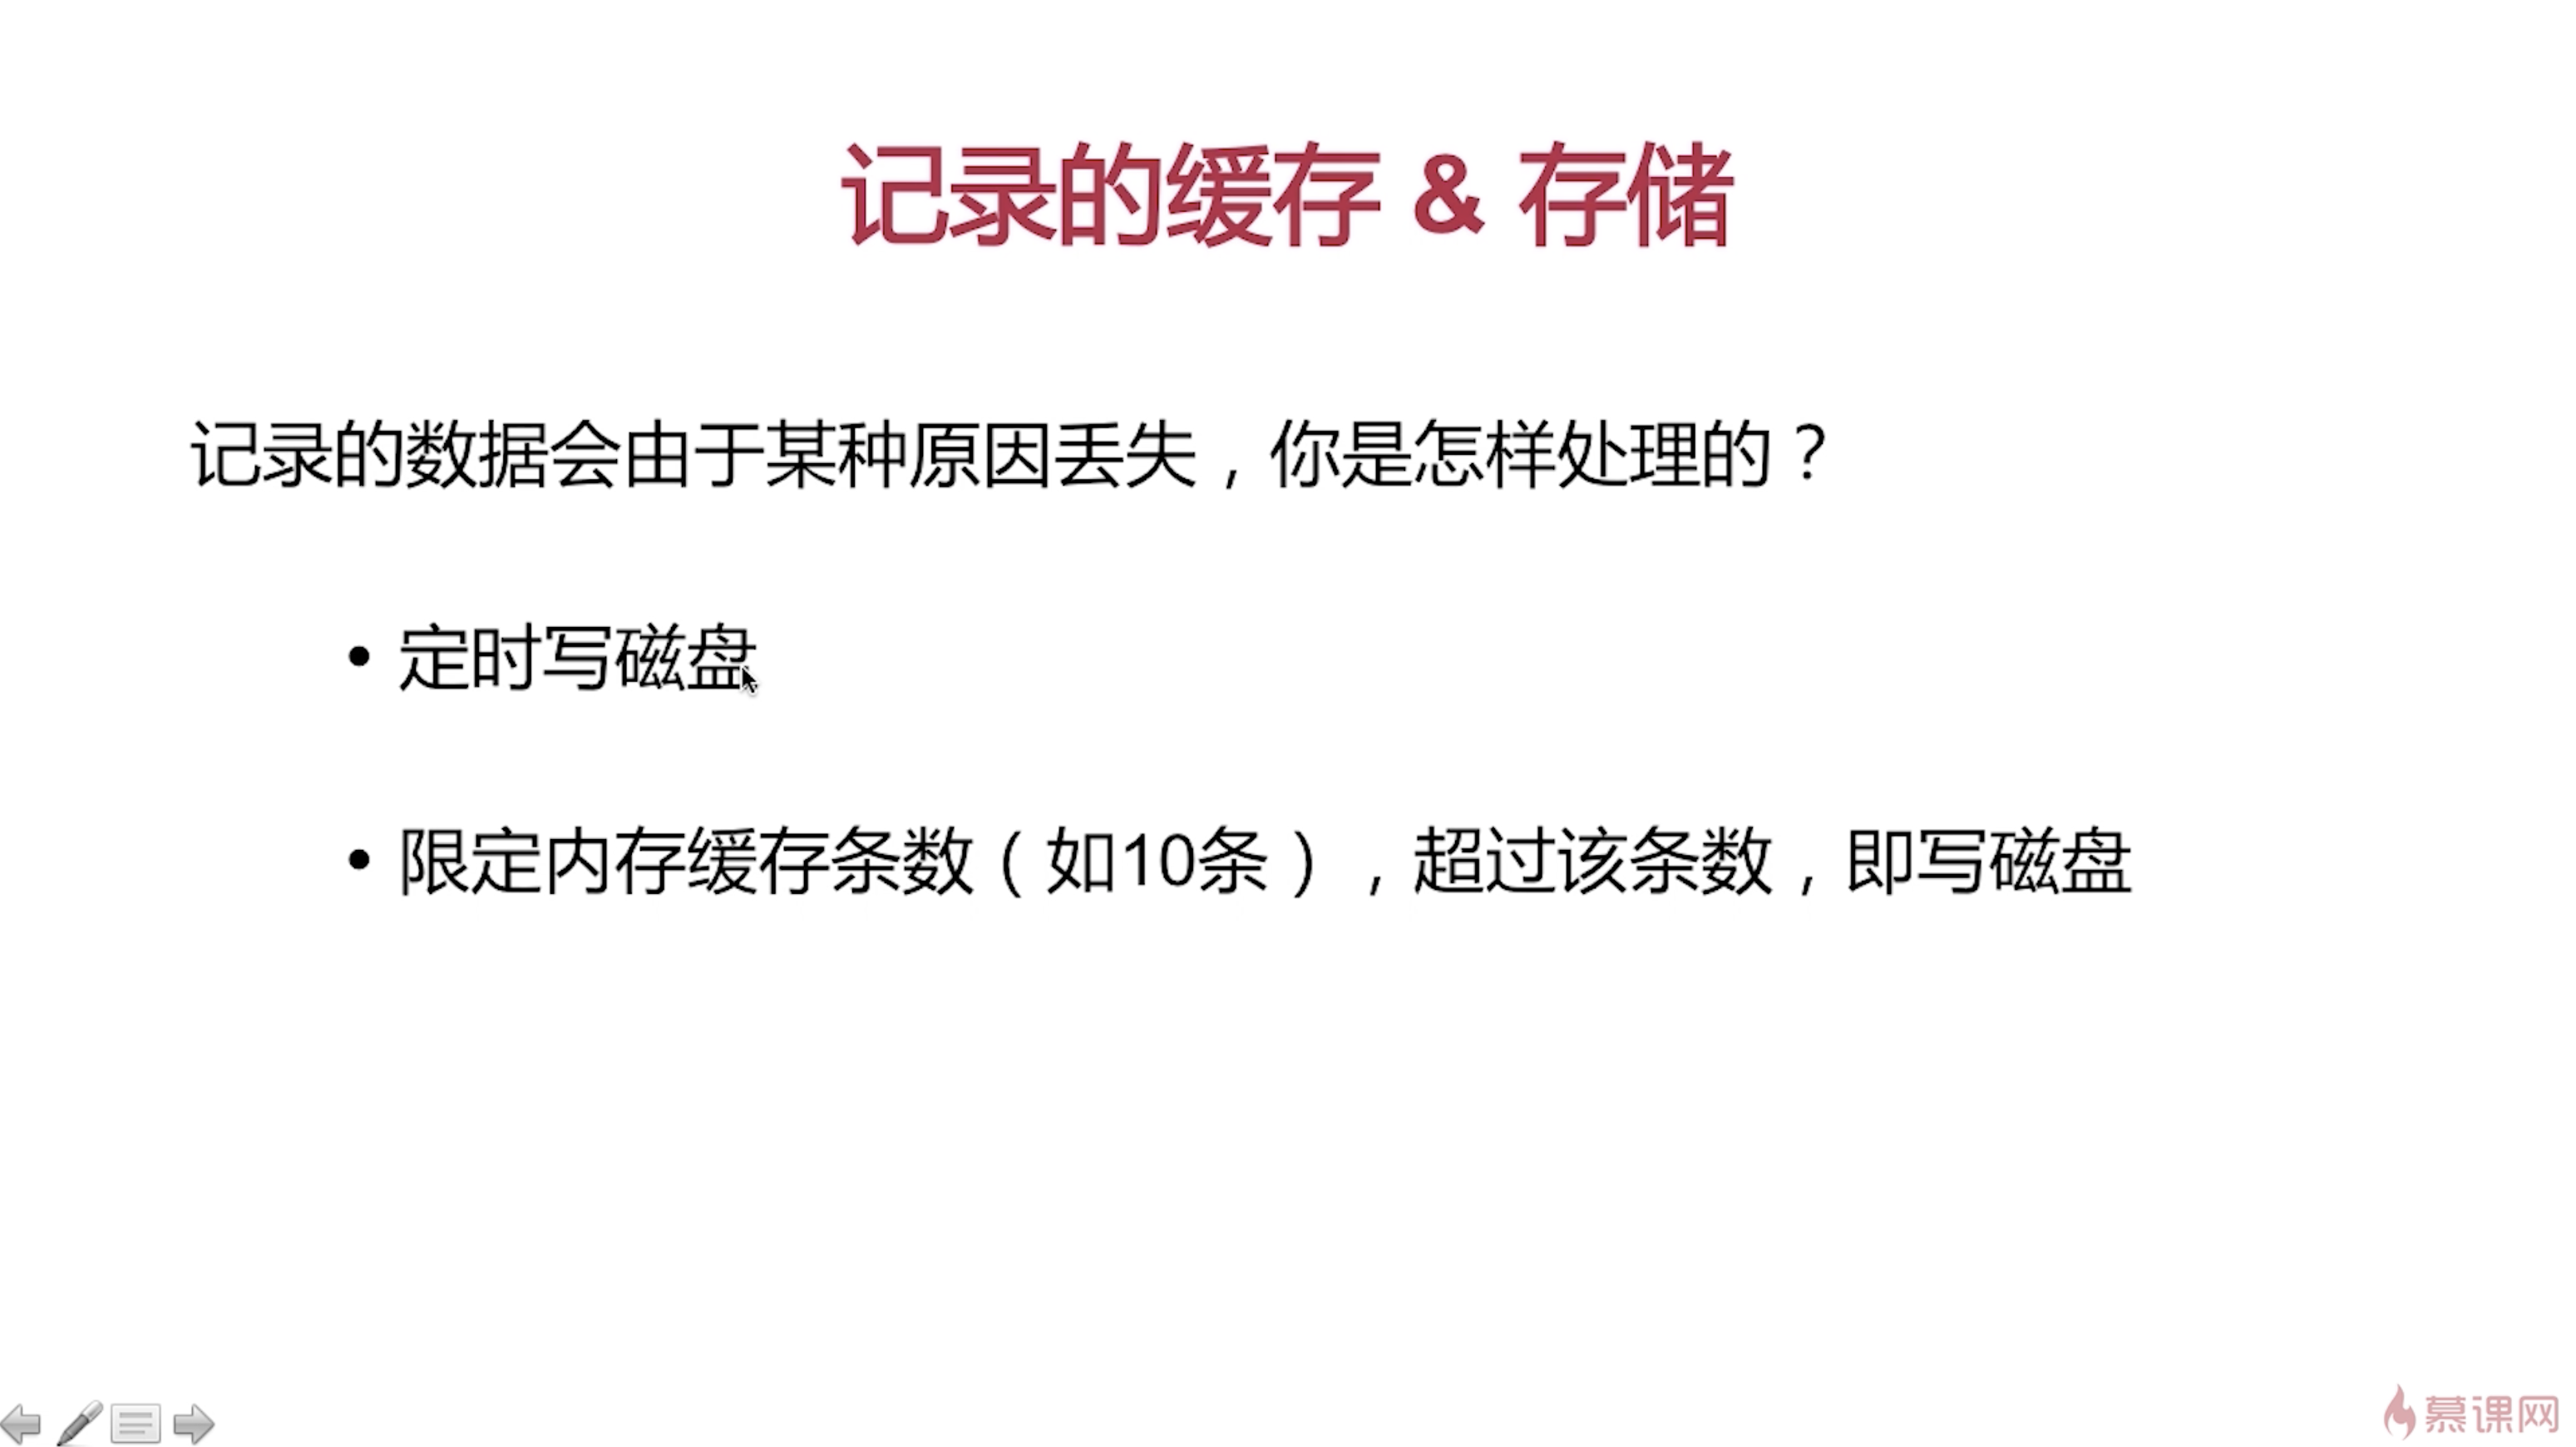 记录的缓存 & 存储
记录的数据会由于某种原因丢失，你是怎样处理的？
• 定时写磁盘
• 限定内存缓存条数（如10条），超过该条数，即写磁盘
慕课网